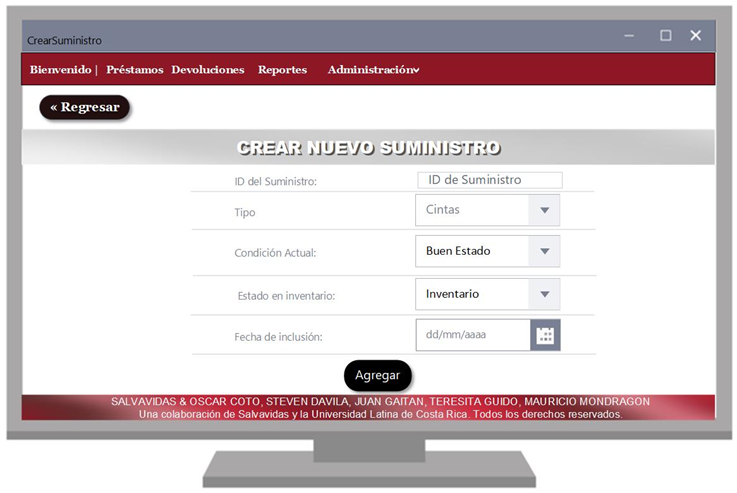 CrearSuministro
Bienvenido | Préstamos Devoluciones Reportes Administración
« Regresar
CREAR NUEVO SUMINISTRO
ID del Suministro: ID de Suministro
Tipo Cintas
Condición Actual: Buen Estado
Estado en inventario: Inventario
Fecha de inclusión: dd/mm/aaaa
Agregar
SALVAVIDAS & OSCAR COTO, STEVEN DAVILA, JUAN GAITAN, TERESITA GUIDO, MAURICIO MONDRAGON
Una colaboración de Salvavidas y la Universidad Latina de Costa Rica. Todos los derechos reservados.